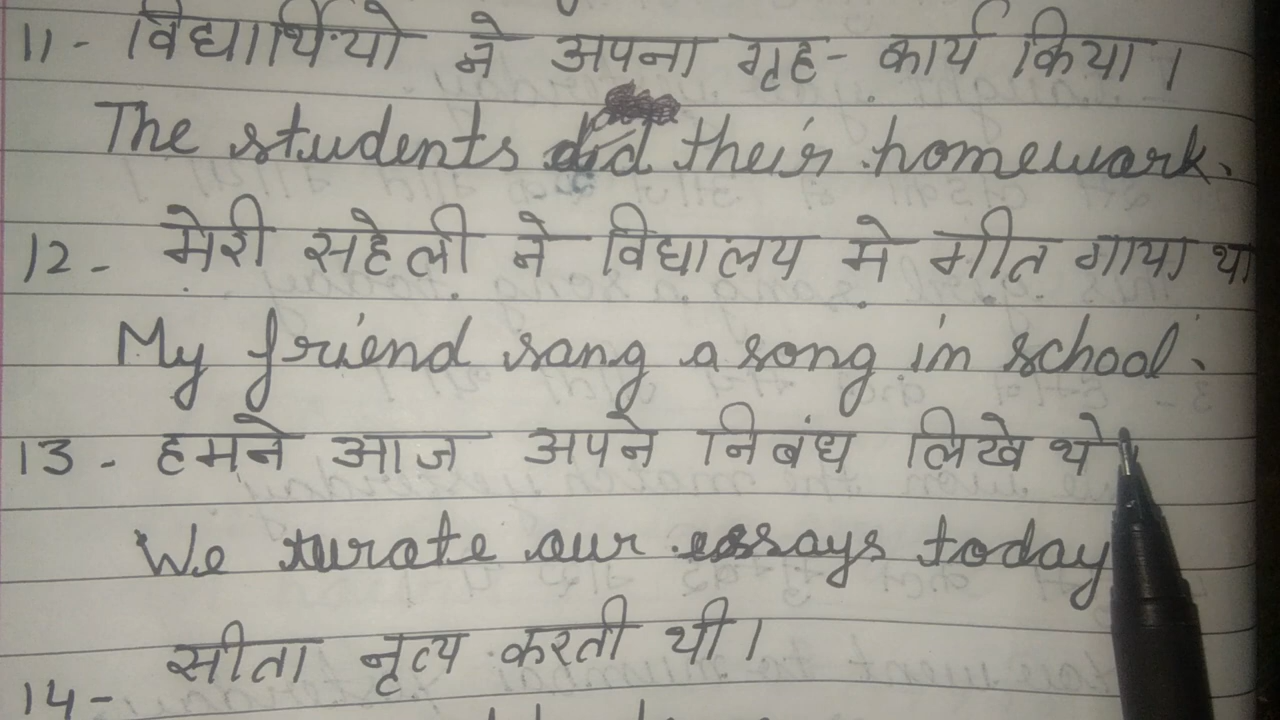 11- विद्यार्थियो ने अपना गृह-कार्य किया।
The students did their homework.
12- मेरी सहेली ने विद्यालय मे गीत गाया था
My friend sang a song in school.
13- हमने आज अपने निबंध लिखे थे
We wrote our essays today
14- सीता नृत्य करती थी।